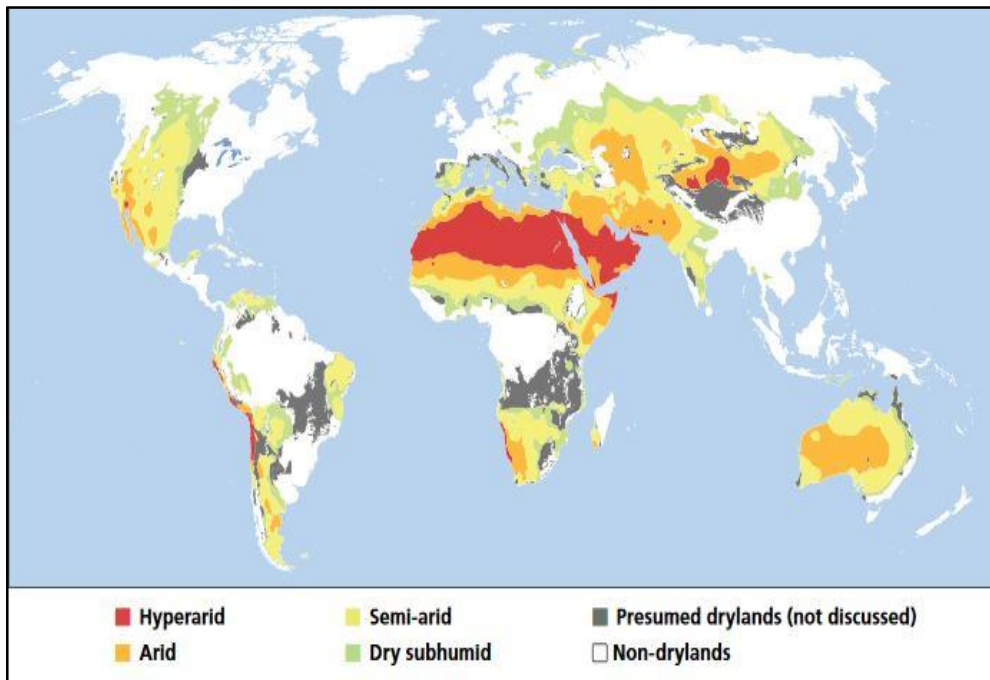 Hyperarid
Semi-arid
Presumed drylands (not discussed)
Arid
Dry subhumid
Non-drylands